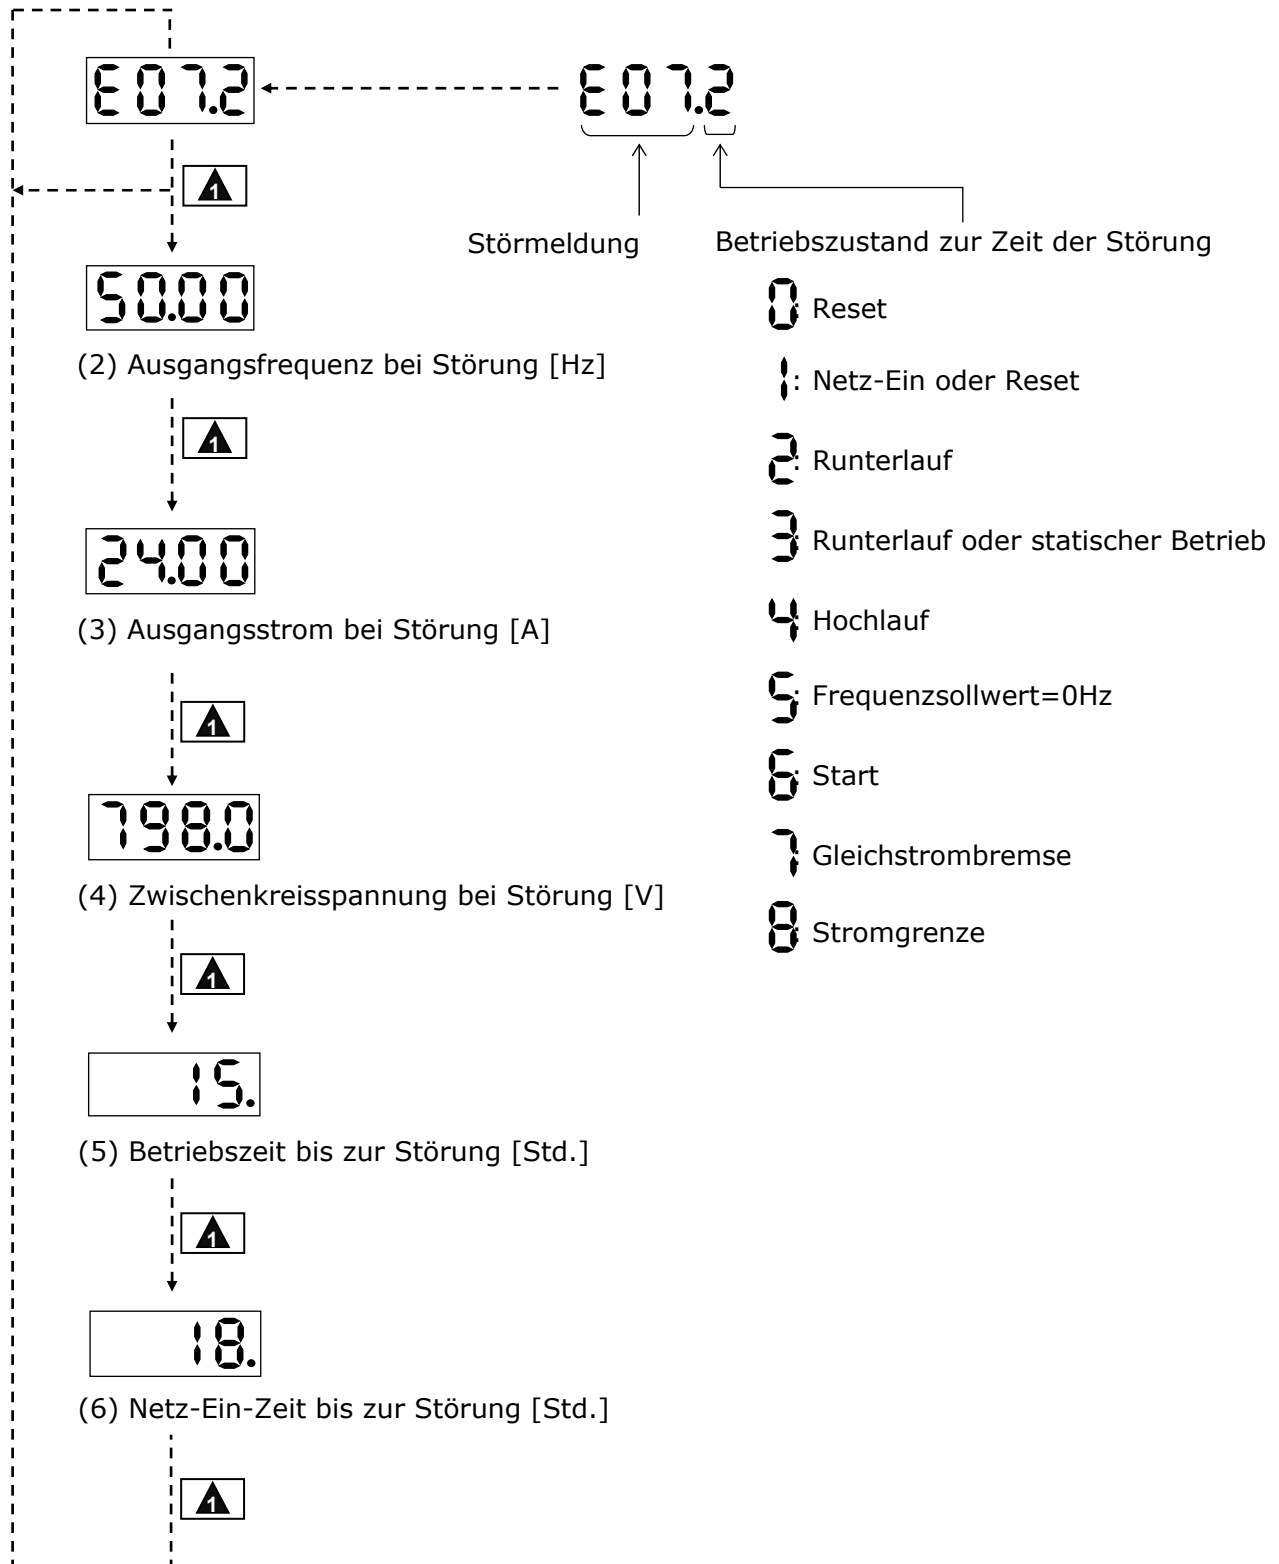 E07.2
E07.2
1
Störmeldung
Betriebszustand zur Zeit der Störung
50.00
0: Reset
(2) Ausgangsfrequenz bei Störung [Hz]
1: Netz-Ein oder Reset
1
2: Runterlauf
24.00
3: Runterlauf oder statischer Betrieb
(3) Ausgangsstrom bei Störung [A]
4: Hochlauf
1
5: Frequenzsollwert=0Hz
6: Start
798.0
7: Gleichstrombremse
(4) Zwischenkreisspannung bei Störung [V]
8: Stromgrenze
1
15.
(5) Betriebszeit bis zur Störung [Std.]
1
18.
(6) Netz-Ein-Zeit bis zur Störung [Std.]
1